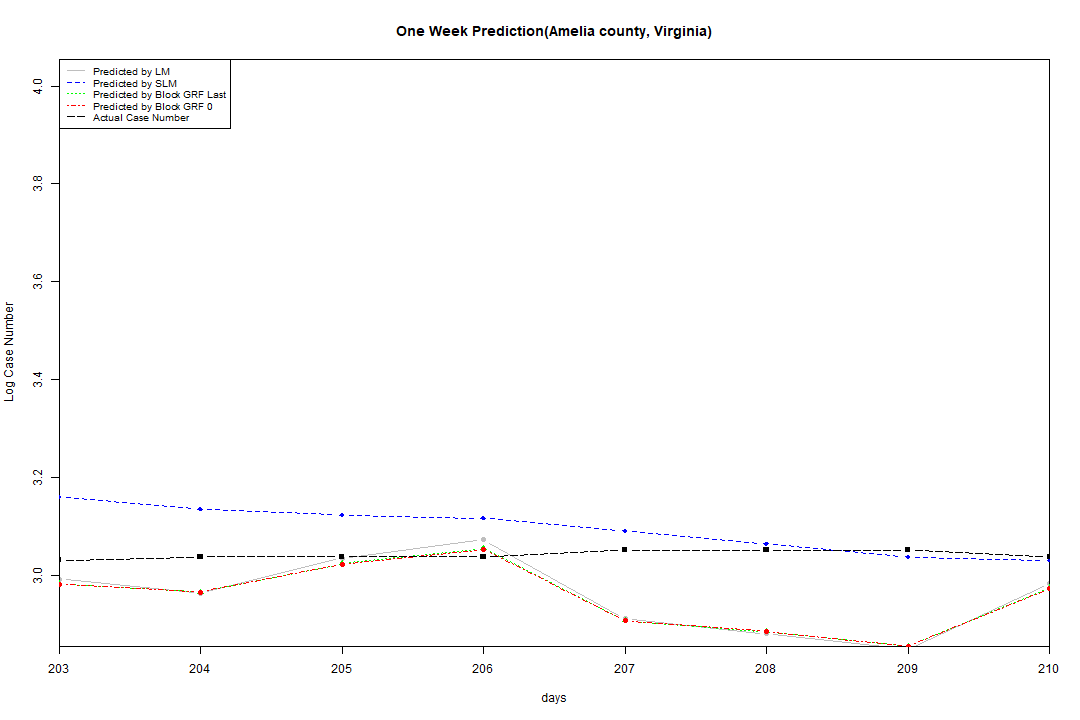 One Week Prediction(Amelia county, Virginia)
Predicted by LM
Predicted by SLM
Predicted by Block GRF Last
Predicted by Block GRF 0
Actual Case Number
4.0
3.8
3.6
3.4
3.2
3.0
Log Case Number
203 204 205 206 207 208 209 210
days